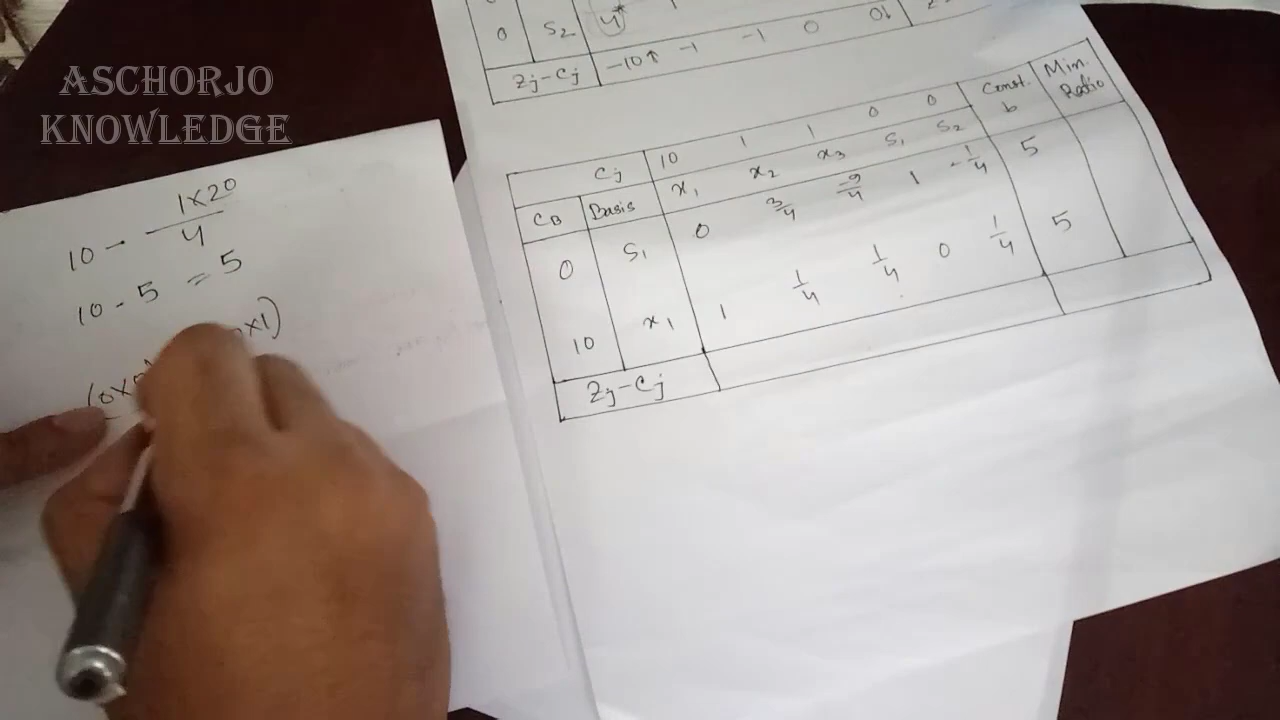 ASCHORJO
KNOWLEDGE
10 - 1×20/4
10 - 5 = 5
×1)
(0×0)
0 S2 4*
Zj-Cj -10↑ -1 -1 0 0
Cj 10 1 1 0 0 Const. b Min. Ratio
CB Basis x1 x2 x3 S1 S2
0 S1 0 3/4 -9/4 1 -1/4 5
10 x1 1 1/4 1/4 0 1/4 5
Zj-Cj